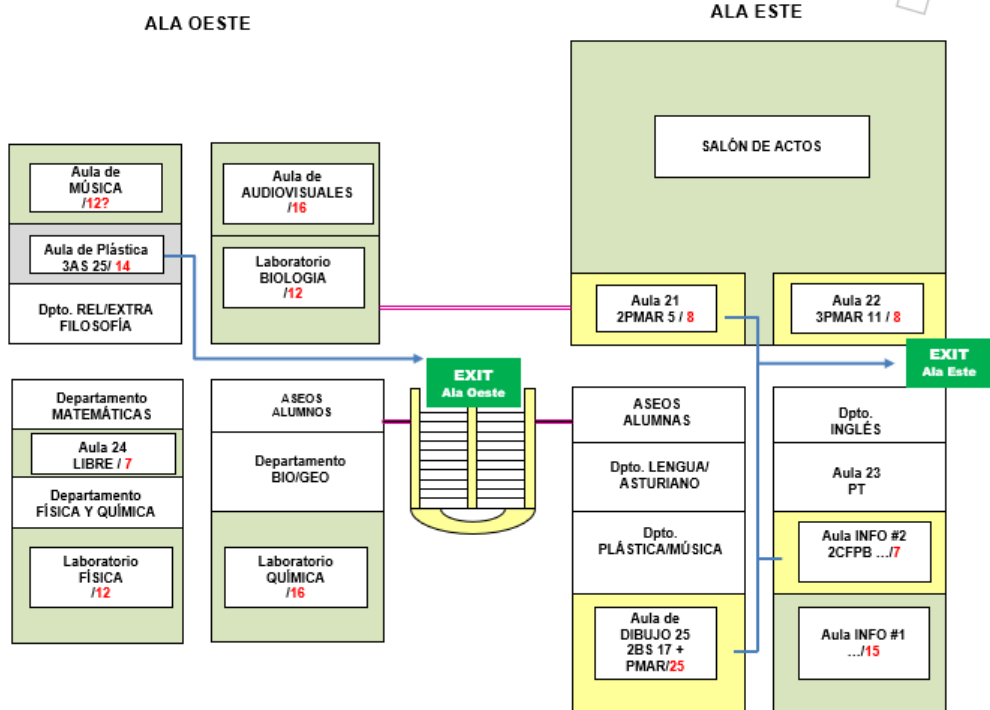 ALA OESTE
ALA ESTE
SALÓN DE ACTOS
Aula de
MÚSICA
/12?
Aula de
AUDIOVISUALES
/16
Aula de Plástica
3AS 25/ 14
Laboratorio
BIOLOGIA
/12
Dpto. REL/EXTRA
FILOSOFÍA
Aula 21
2PMAR 5 / 8
Aula 22
3PMAR 11 / 8
EXIT
Ala Oeste
EXIT
Ala Este
Departamento
MATEMÁTICAS
Aula 24
LIBRE / 7
Departamento
FÍSICA Y QUÍMICA
Laboratorio
FÍSICA
/12
ASEOS
ALUMNOS
Departamento
BIO/GEO
Laboratorio
QUÍMICA
/16
ASEOS
ALUMNAS
Dpto. LENGUA/
ASTURIANO
Dpto.
PLÁSTICA/MÚSICA
Aula de
DIBUJO 25
2BS 17 +
PMAR/25
Dpto.
INGLÉS
Aula 23
PT
Aula INFO #2
2CFPB .../7
Aula INFO #1
.../15